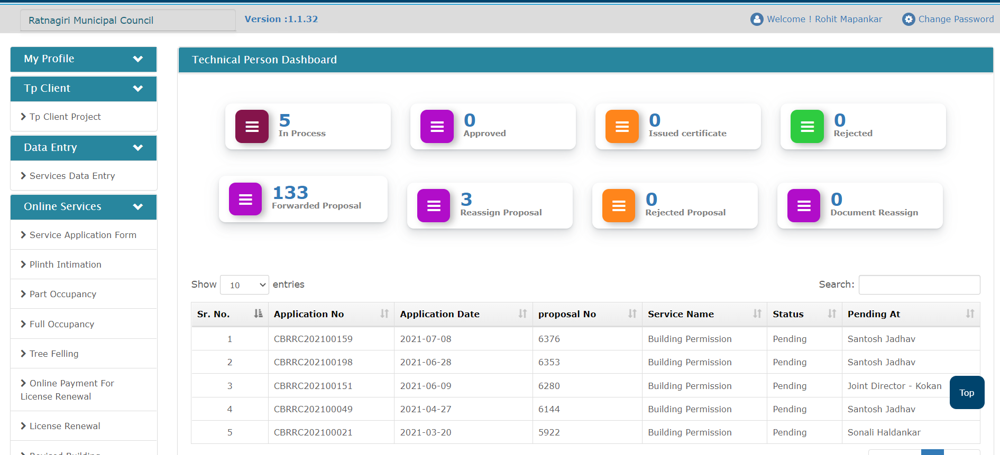 Ratnagiri Municipal Council
Version :1.1.32
Welcome ! Rohit Mapankar
Change Password
My Profile
Tp Client
Tp Client Project
Data Entry
Services Data Entry
Online Services
Service Application Form
Plinth Intimation
Part Occupancy
Full Occupancy
Tree Felling
Online Payment For
License Renewal
License Renewal
Revised Building
Technical Person Dashboard
5
In Process
0
Approved
0
Issued certificate
0
Rejected
133
Forwarded Proposal
3
Reassign Proposal
0
Rejected Proposal
0
Document Reassign
Show 10 entries
Search:
Sr. No. Application No Application Date proposal No Service Name Status Pending At
1 CBRRC202100159 2021-07-08 6376 Building Permission Pending Santosh Jadhav
2 CBRRC202100198 2021-06-28 6353 Building Permission Pending Santosh Jadhav
3 CBRRC202100151 2021-06-09 6280 Building Permission Pending Joint Director - Kokan
4 CBRRC202100049 2021-04-27 6144 Building Permission Pending Santosh Jadhav
5 CBRRC202100021 2021-03-20 5922 Building Permission Pending Sonali Haldankar
Top